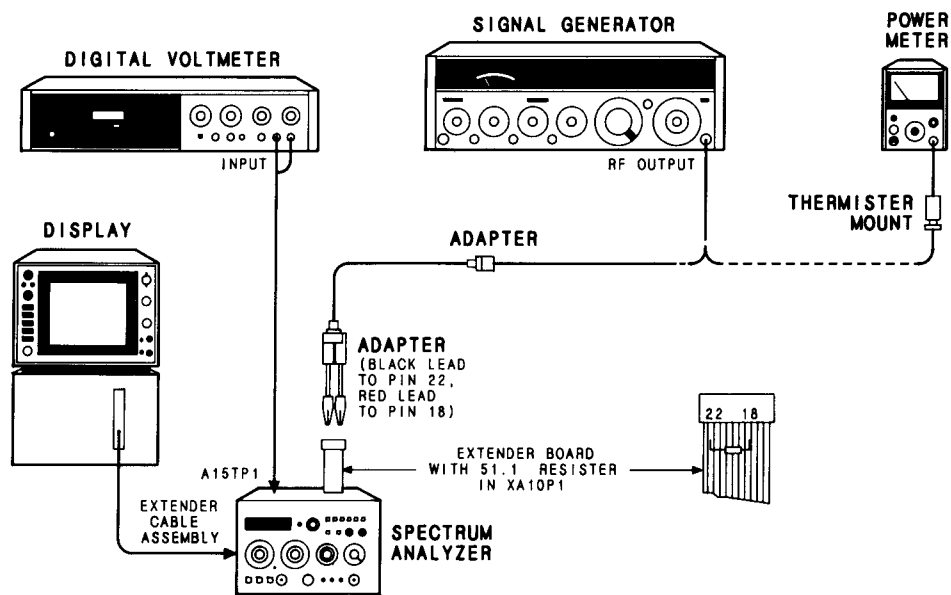 SIGNAL GENERATOR
POWER
METER
DIGITAL VOLTMETER
INPUT
RF OUTPUT
THERMISTER
MOUNT
DISPLAY
ADAPTER
ADAPTER
(BLACK LEAD
TO PIN 22,
RED LEAD
TO PIN 18)
22 18
EXTENDER BOARD
WITH 51.1 RESISTER
IN XA10P1
A15TP1
EXTENDER
CABLE
ASSEMBLY
SPECTRUM
ANALYZER